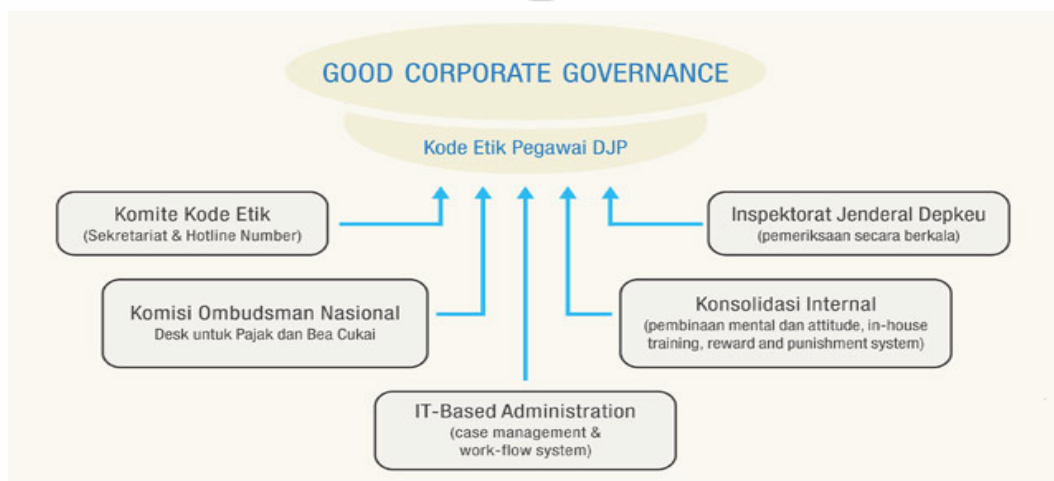 GOOD CORPORATE GOVERNANCE
Kode Etik Pegawai DJP
Komite Kode Etik
(Sekretariat & Hotline Number)
Inspektorat Jenderal Depkeu
(pemeriksaan secara berkala)
Komisi Ombudsman Nasional
Desk untuk Pajak dan Bea Cukai
Konsolidasi Internal
(pembinaan mental dan attitude, in-house
training, reward and punishment system)
IT-Based Administration
(case management &
work-flow system)